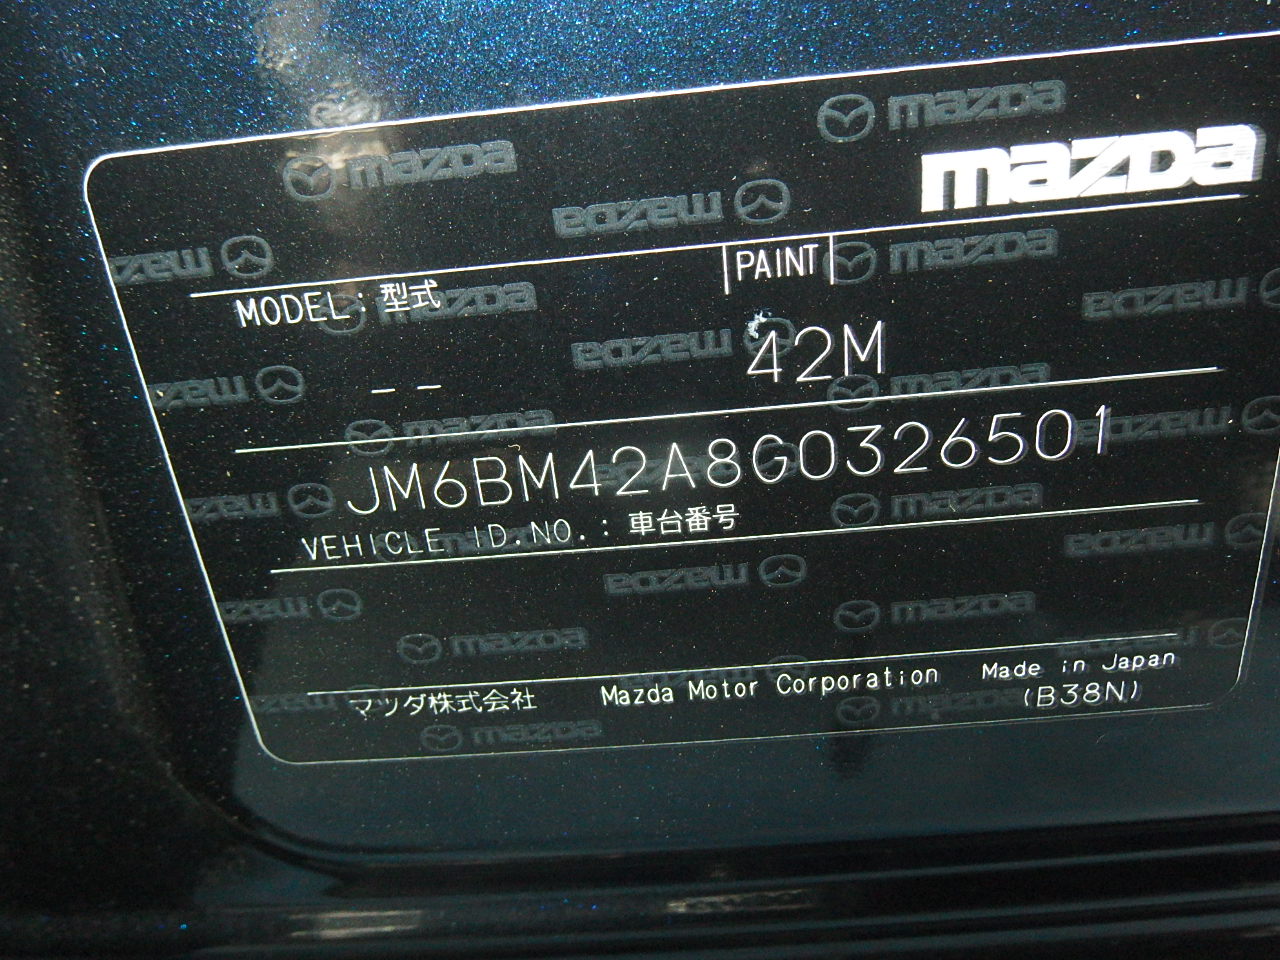 mazda
MODEL : 型式
PAINT
- -
42M
JM6BM42A8G0326501
VEHICLE ID.NO. : 車台番号
マツダ株式会社 Mazda Motor Corporation Made in Japan
(B38N)